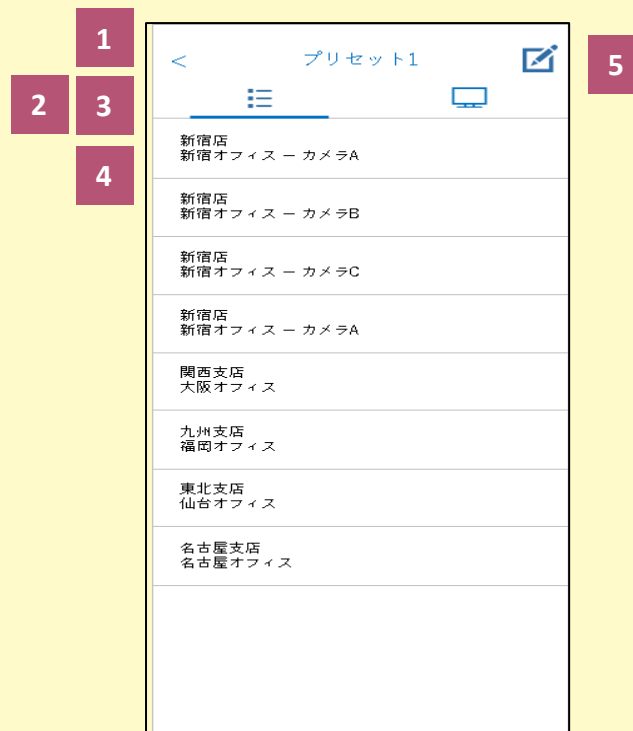 1
< プリセット1
5
2 3
4
新宿店
新宿オフィス ー カメラA
新宿店
新宿オフィス ー カメラB
新宿店
新宿オフィス ー カメラC
新宿店
新宿オフィス ー カメラA
関西支店
大阪オフィス
九州支店
福岡オフィス
東北支店
仙台オフィス
名古屋支店
名古屋オフィス